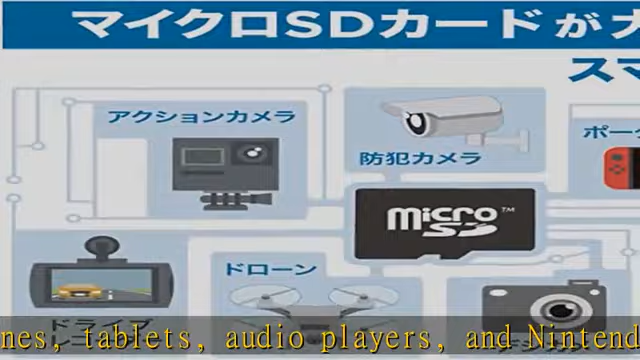 マイクロSDカードが
スマ
アクションカメラ
防犯カメラ
ポー
micro SD™
ドローン
ドライブ
nes, tablets, audio players, and Nintend